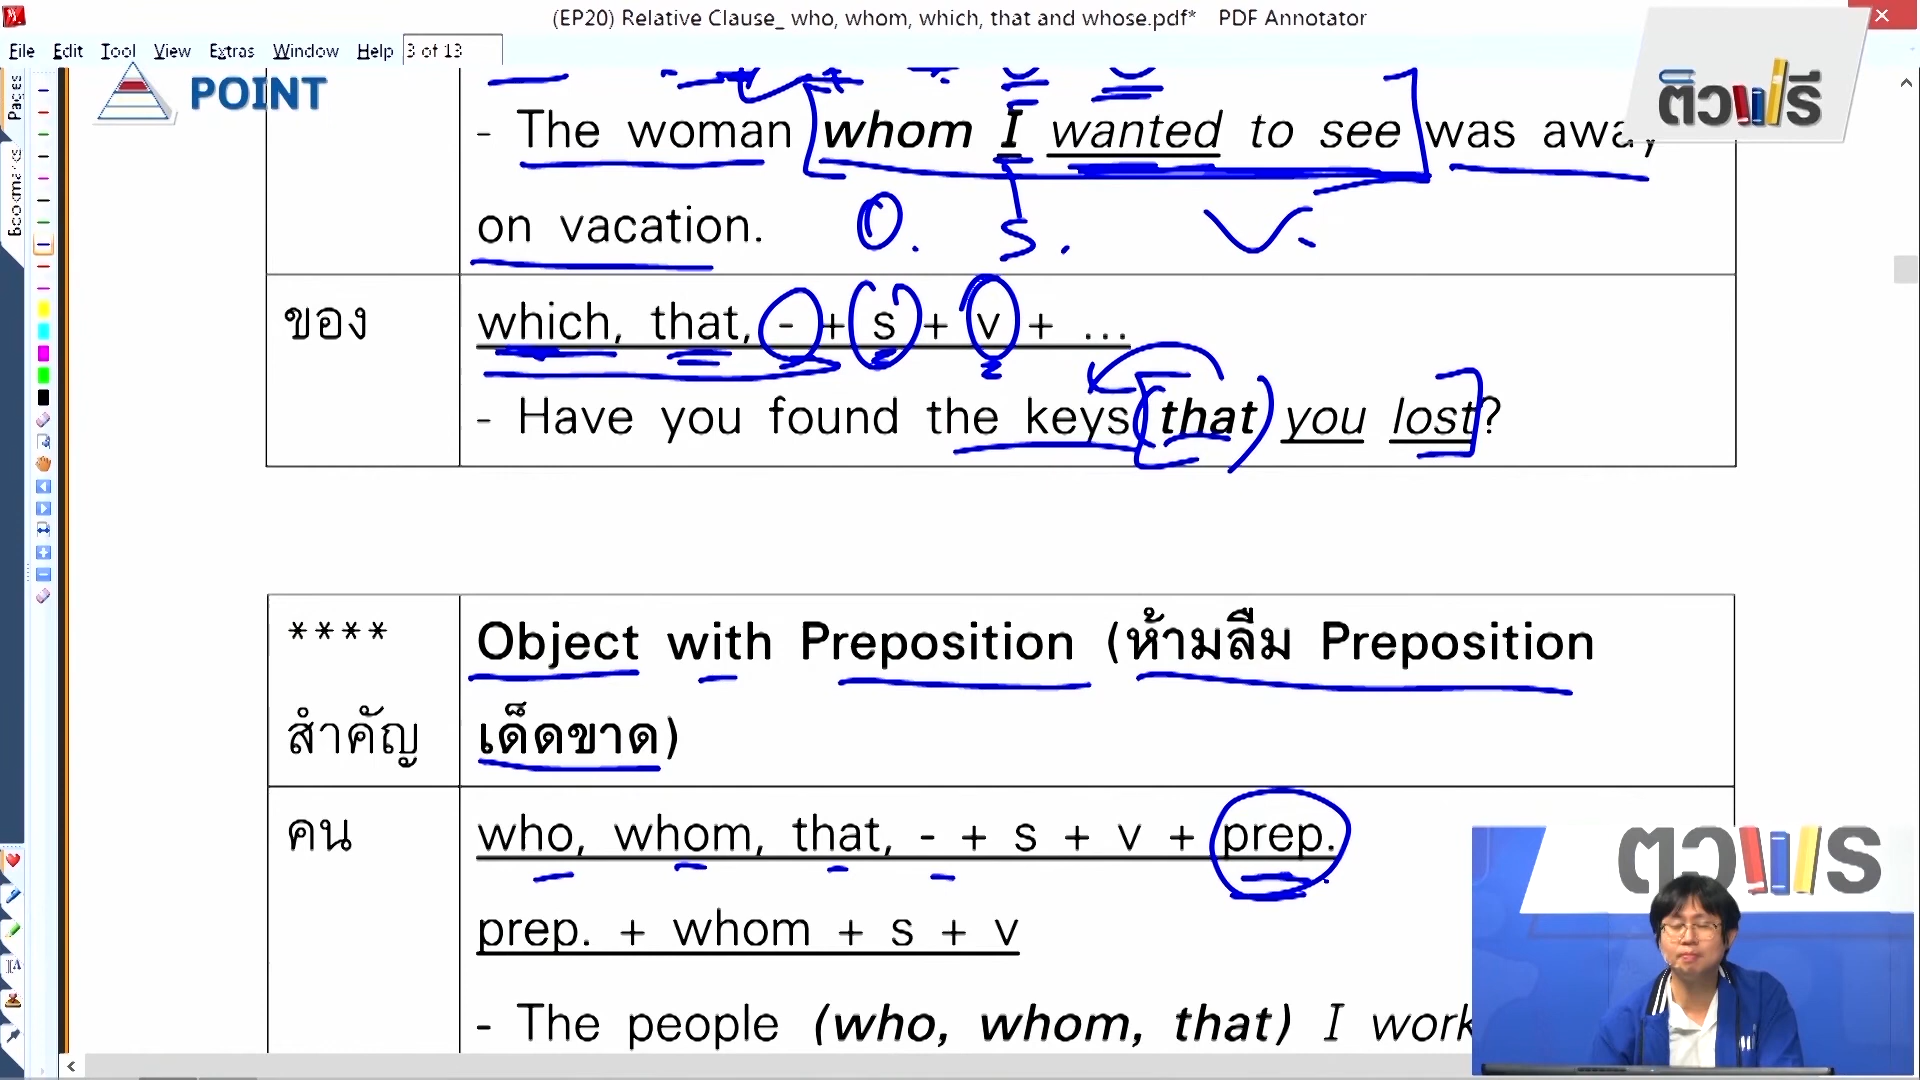 (EP20) Relative Clause_ who, whom, which, that and whose.pdf* PDF Annotator
File Edit Tool View Extras Window Help 3 of 13
Pages
Bookmarks
POINT
ติวฟรี
- The woman whom I wanted to see was away
on vacation.
O. S. V.
ของ
which, that, - + s + v + ...
- Have you found the keys (that) you lost?
****
สำคัญ
Object with Preposition (ห้ามลืม Preposition
เด็ดขาด)
คน
who, whom, that, - + s + v + prep.
prep. + whom + s + v
- The people (who, whom, that) I work